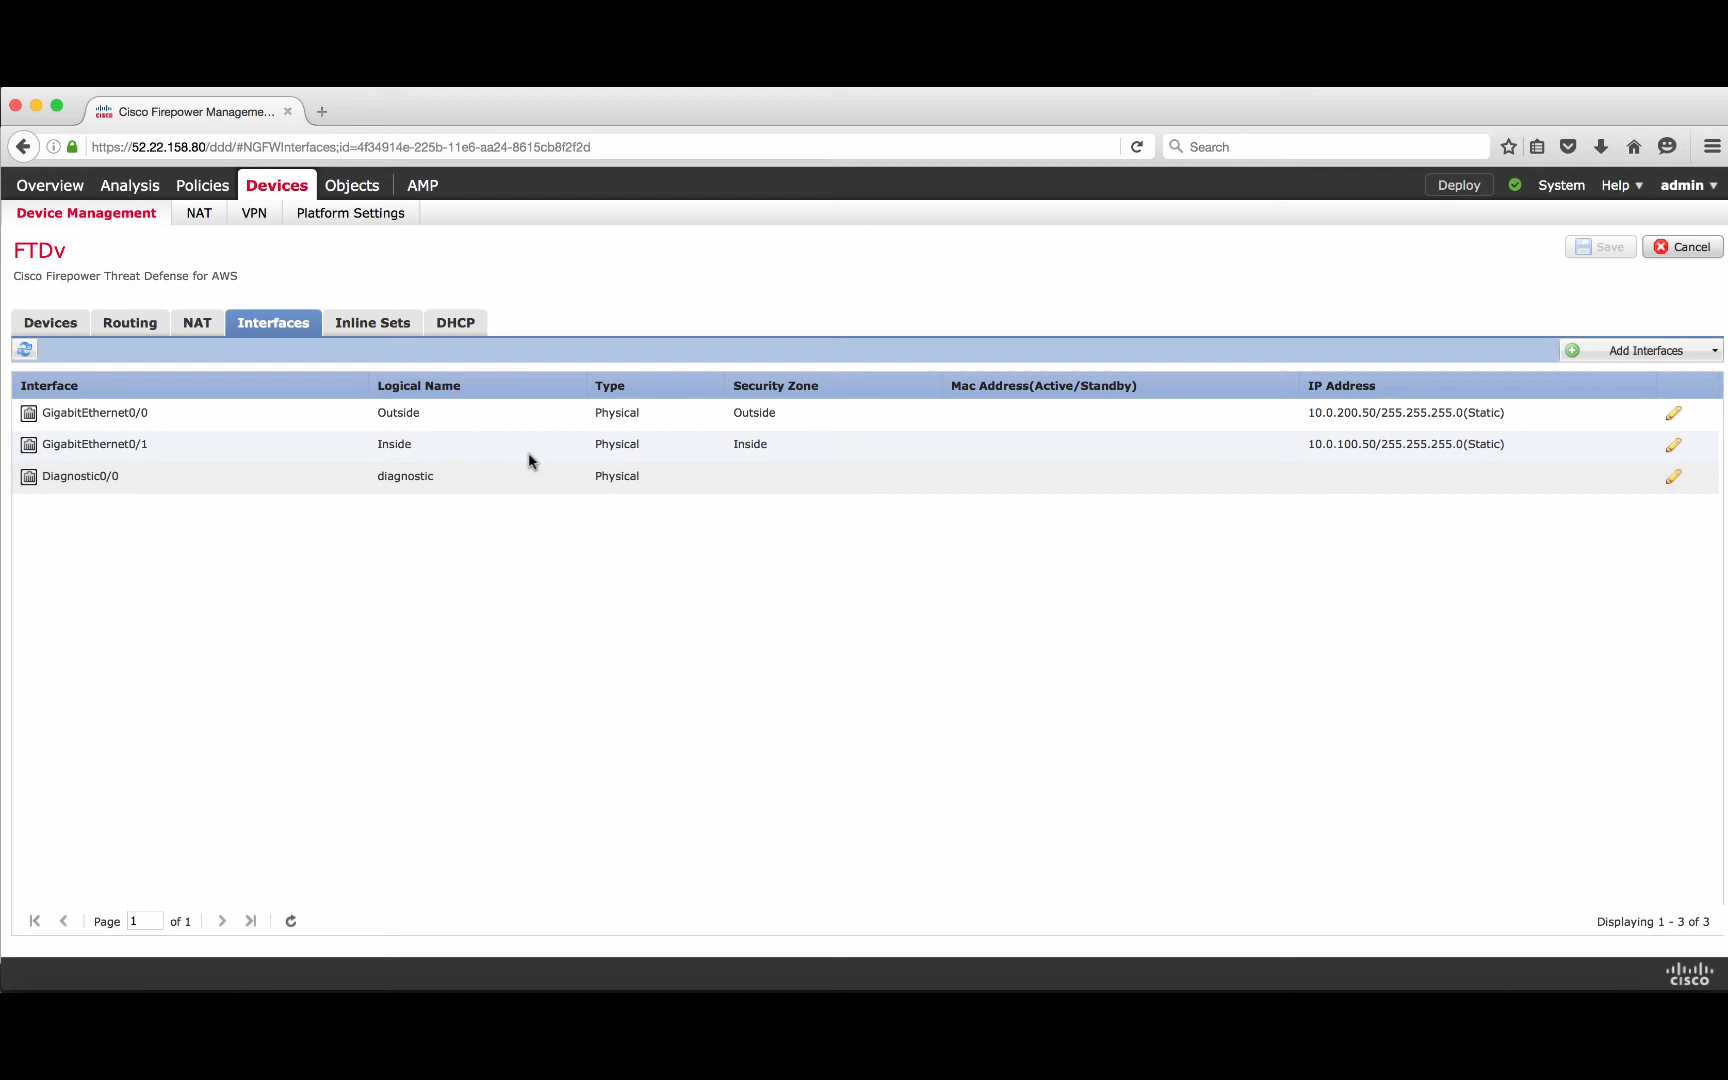 Cisco Firepower Manageme...
https://52.22.158.80/ddd/#NGFWInterfaces;id=4f34914e-225b-11e6-aa24-8615cb8f2f2d
Search
Overview Analysis Policies Devices Objects AMP Deploy System Help admin
Device Management NAT VPN Platform Settings
FTDv
Save Cancel
Cisco Firepower Threat Defense for AWS
Devices Routing NAT Interfaces Inline Sets DHCP
Add Interfaces
Interface Logical Name Type Security Zone Mac Address(Active/Standby) IP Address
GigabitEthernet0/0 Outside Physical Outside 10.0.200.50/255.255.255.0(Static)
GigabitEthernet0/1 Inside Physical Inside 10.0.100.50/255.255.255.0(Static)
Diagnostic0/0 diagnostic Physical
Page 1 of 1 Displaying 1 - 3 of 3
CISCO